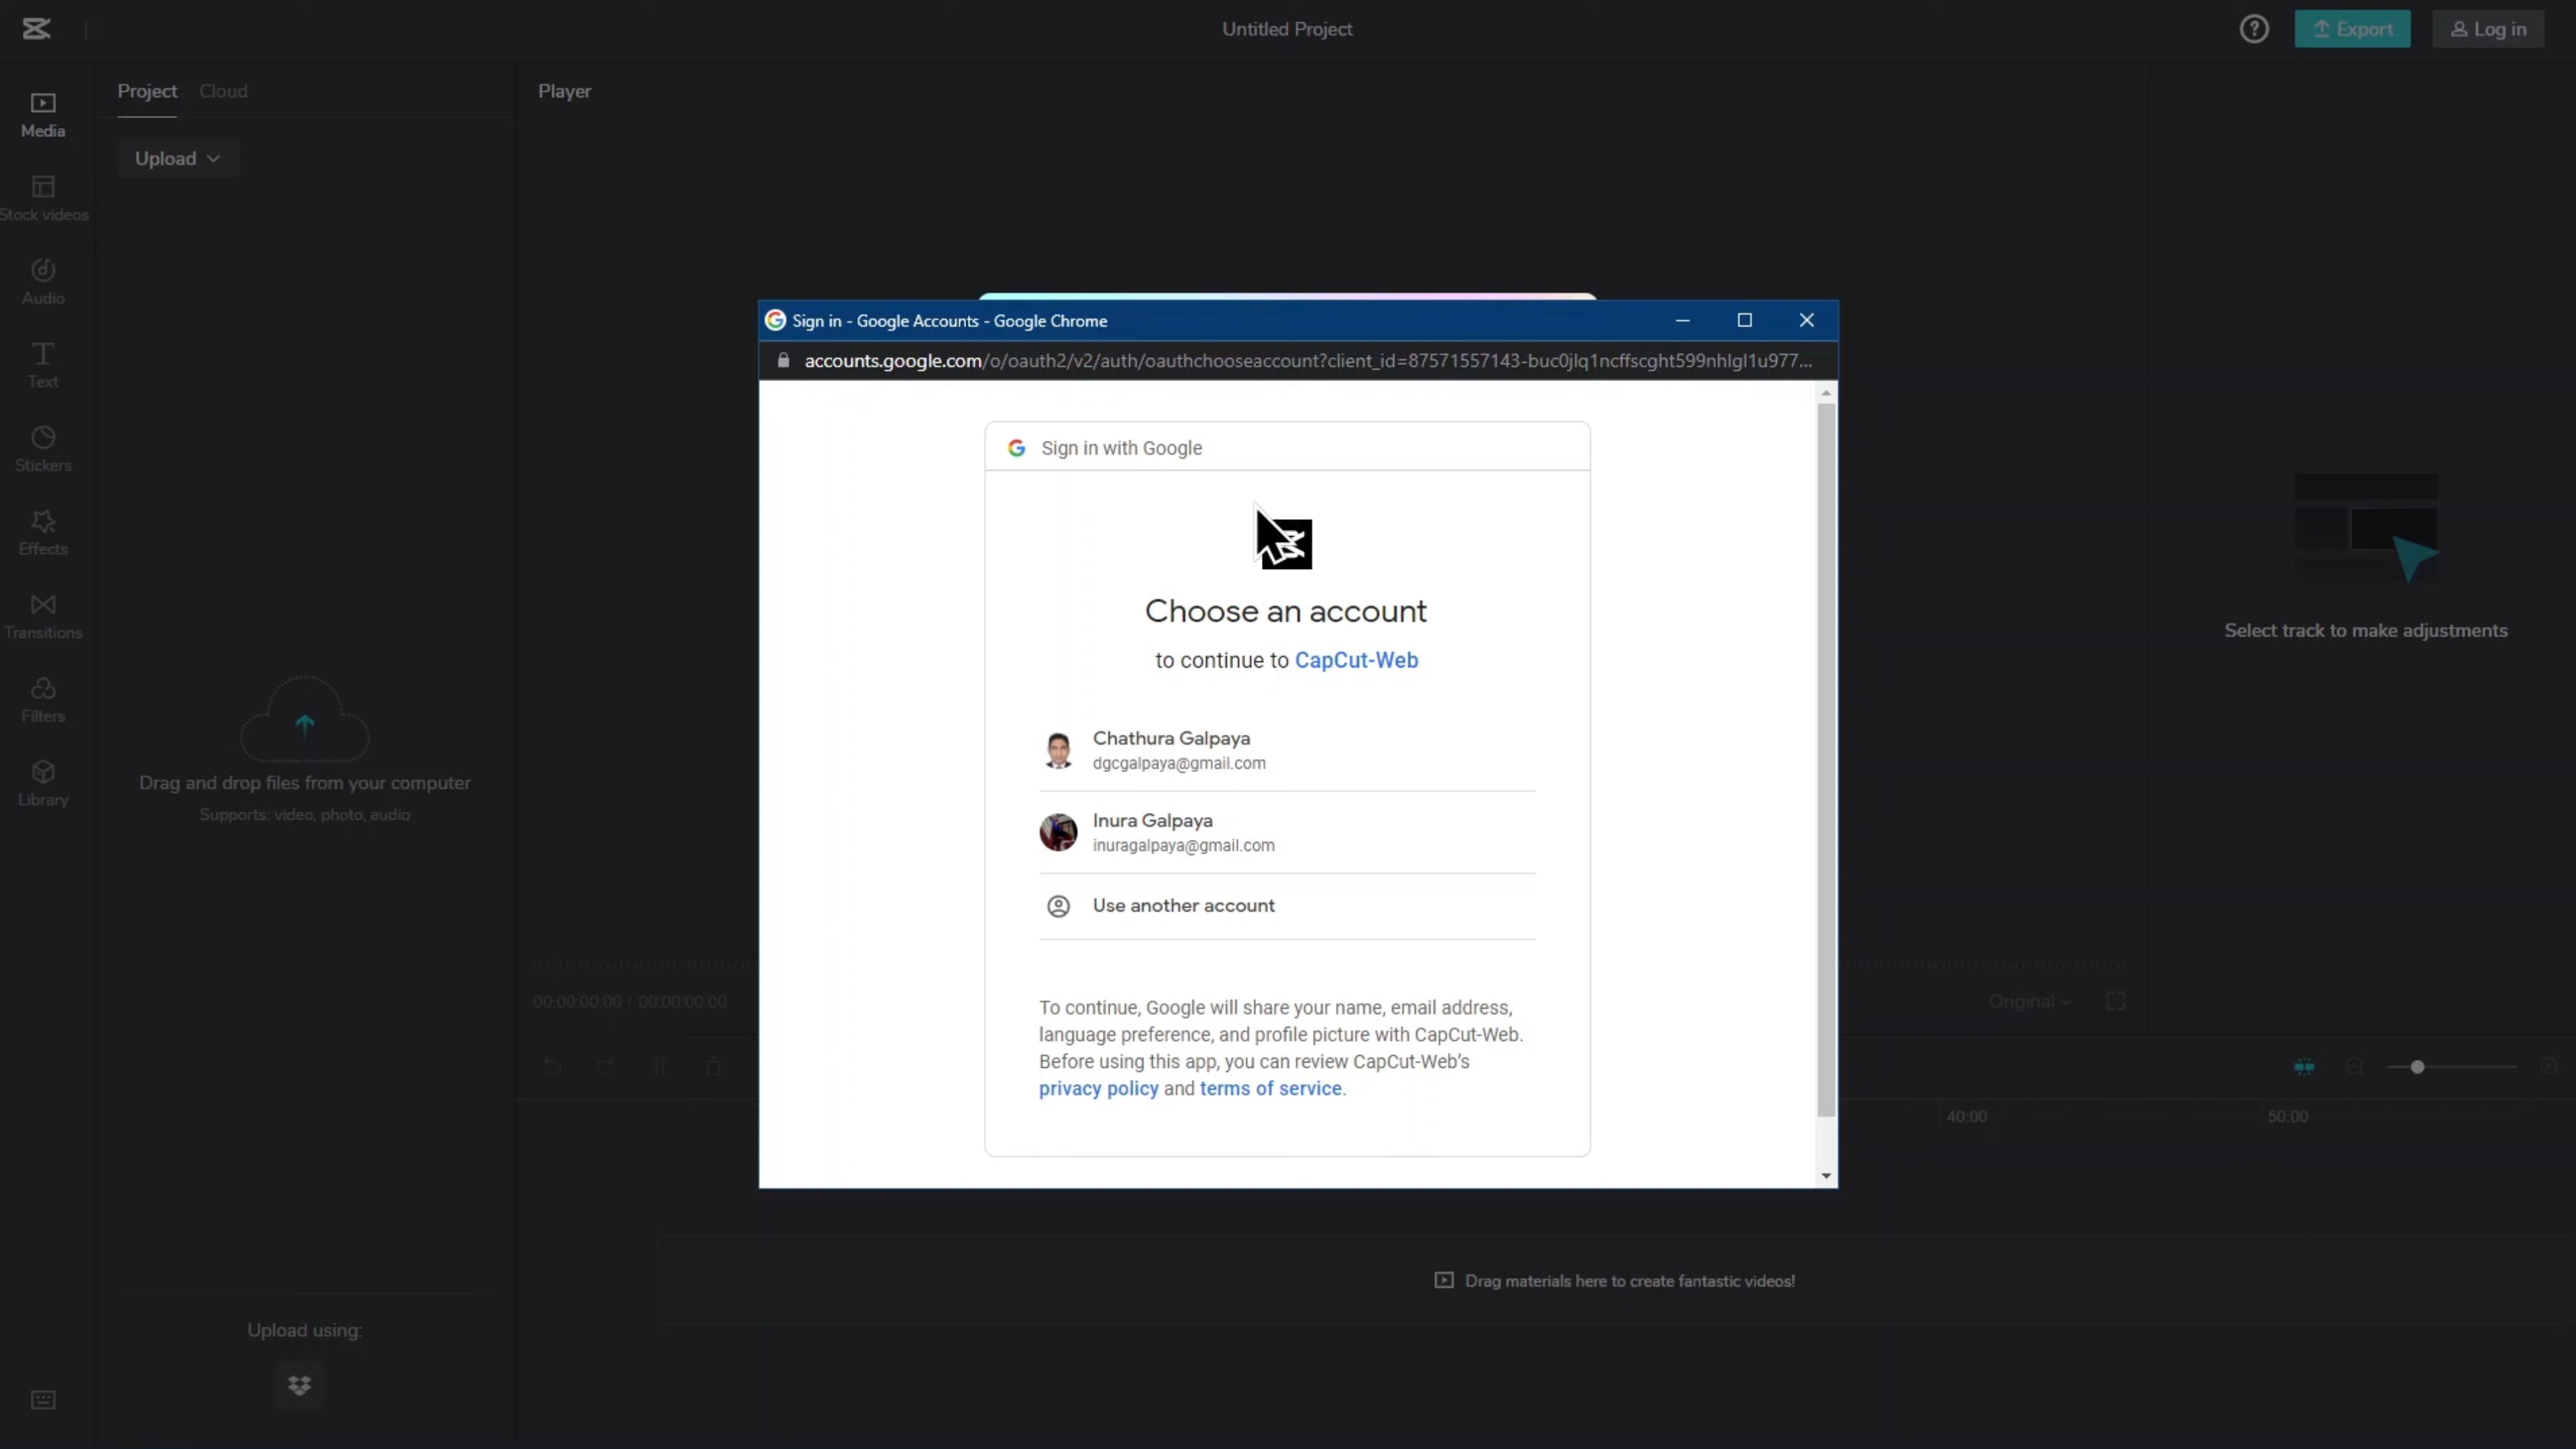 Untitled Project
Export
Log in
Project
Cloud
Player
Media
Upload
Stock videos
Audio
Text
Stickers
Effects
Transitions
Filters
Library
Drag and drop files from your computer
Supports: video, photo, audio
Upload using:
Sign in - Google Accounts - Google Chrome
accounts.google.com/o/oauth2/v2/auth/oauthchooseaccount?client_id=87571557143-buc0jlq1ncffscght599nhlgl1u977...
Sign in with Google
Choose an account
to continue to CapCut-Web
Chathura Galpaya
dgcgalpaya@gmail.com
Inura Galpaya
inuragalpaya@gmail.com
Use another account
To continue, Google will share your name, email address,
language preference, and profile picture with CapCut-Web.
Before using this app, you can review CapCut-Web's
privacy policy and terms of service.
Select track to make adjustments
00:00:00:00 / 00:00:00:00
Original
40:00
50:00
Drag materials here to create fantastic videos!